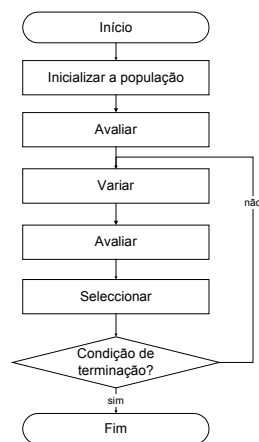 Início
Inicializar a população
Avaliar
Variar
não
Avaliar
Seleccionar
Condição de
terminação?
sim
Fim